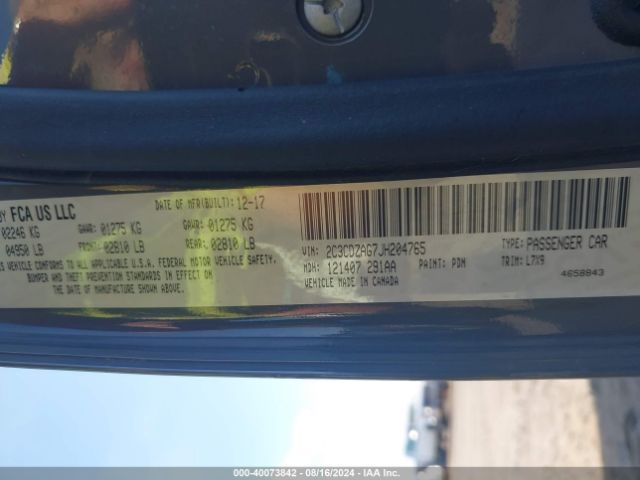 BY FCA US LLC
DATE OF MFR(BUILT): 12-17
02246 KG GAWR: 01275 KG GAWR: 01275 KG
04950 LB FRONT: 02810 LB REAR: 02810 LB
CONFORMS TO ALL APPLICABLE U.S.A. FEDERAL MOTOR VEHICLE SAFETY,
BUMPER AND THEFT PREVENTION STANDARDS IN EFFECT ON
THE DATE OF MANUFACTURE SHOWN ABOVE.
VIN: 2C3CDZAG7JH204765 TYPE: PASSENGER CAR
MDH: 121407 291AA PAINT: PDN TRIM: L7X9
VEHICLE MADE IN CANADA 4658843
000-40073842 - 08/16/2024 - IAA Inc.